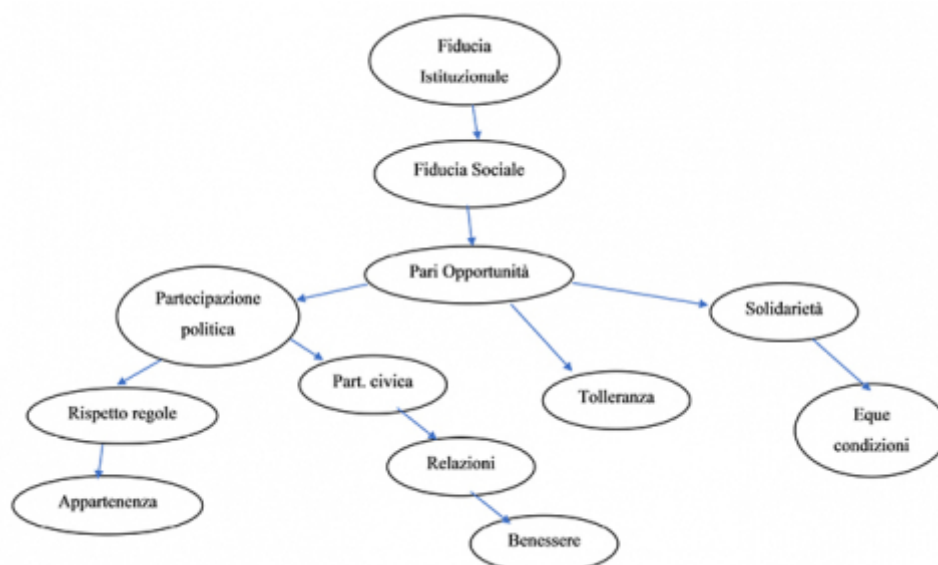 Fiducia
Istituzionale
Fiducia Sociale
Pari Opportunità
Partecipazione
politica
Solidarietà
Part. civica
Tolleranza
Rispetto regole
Eque
condizioni
Relazioni
Appartenenza
Benessere